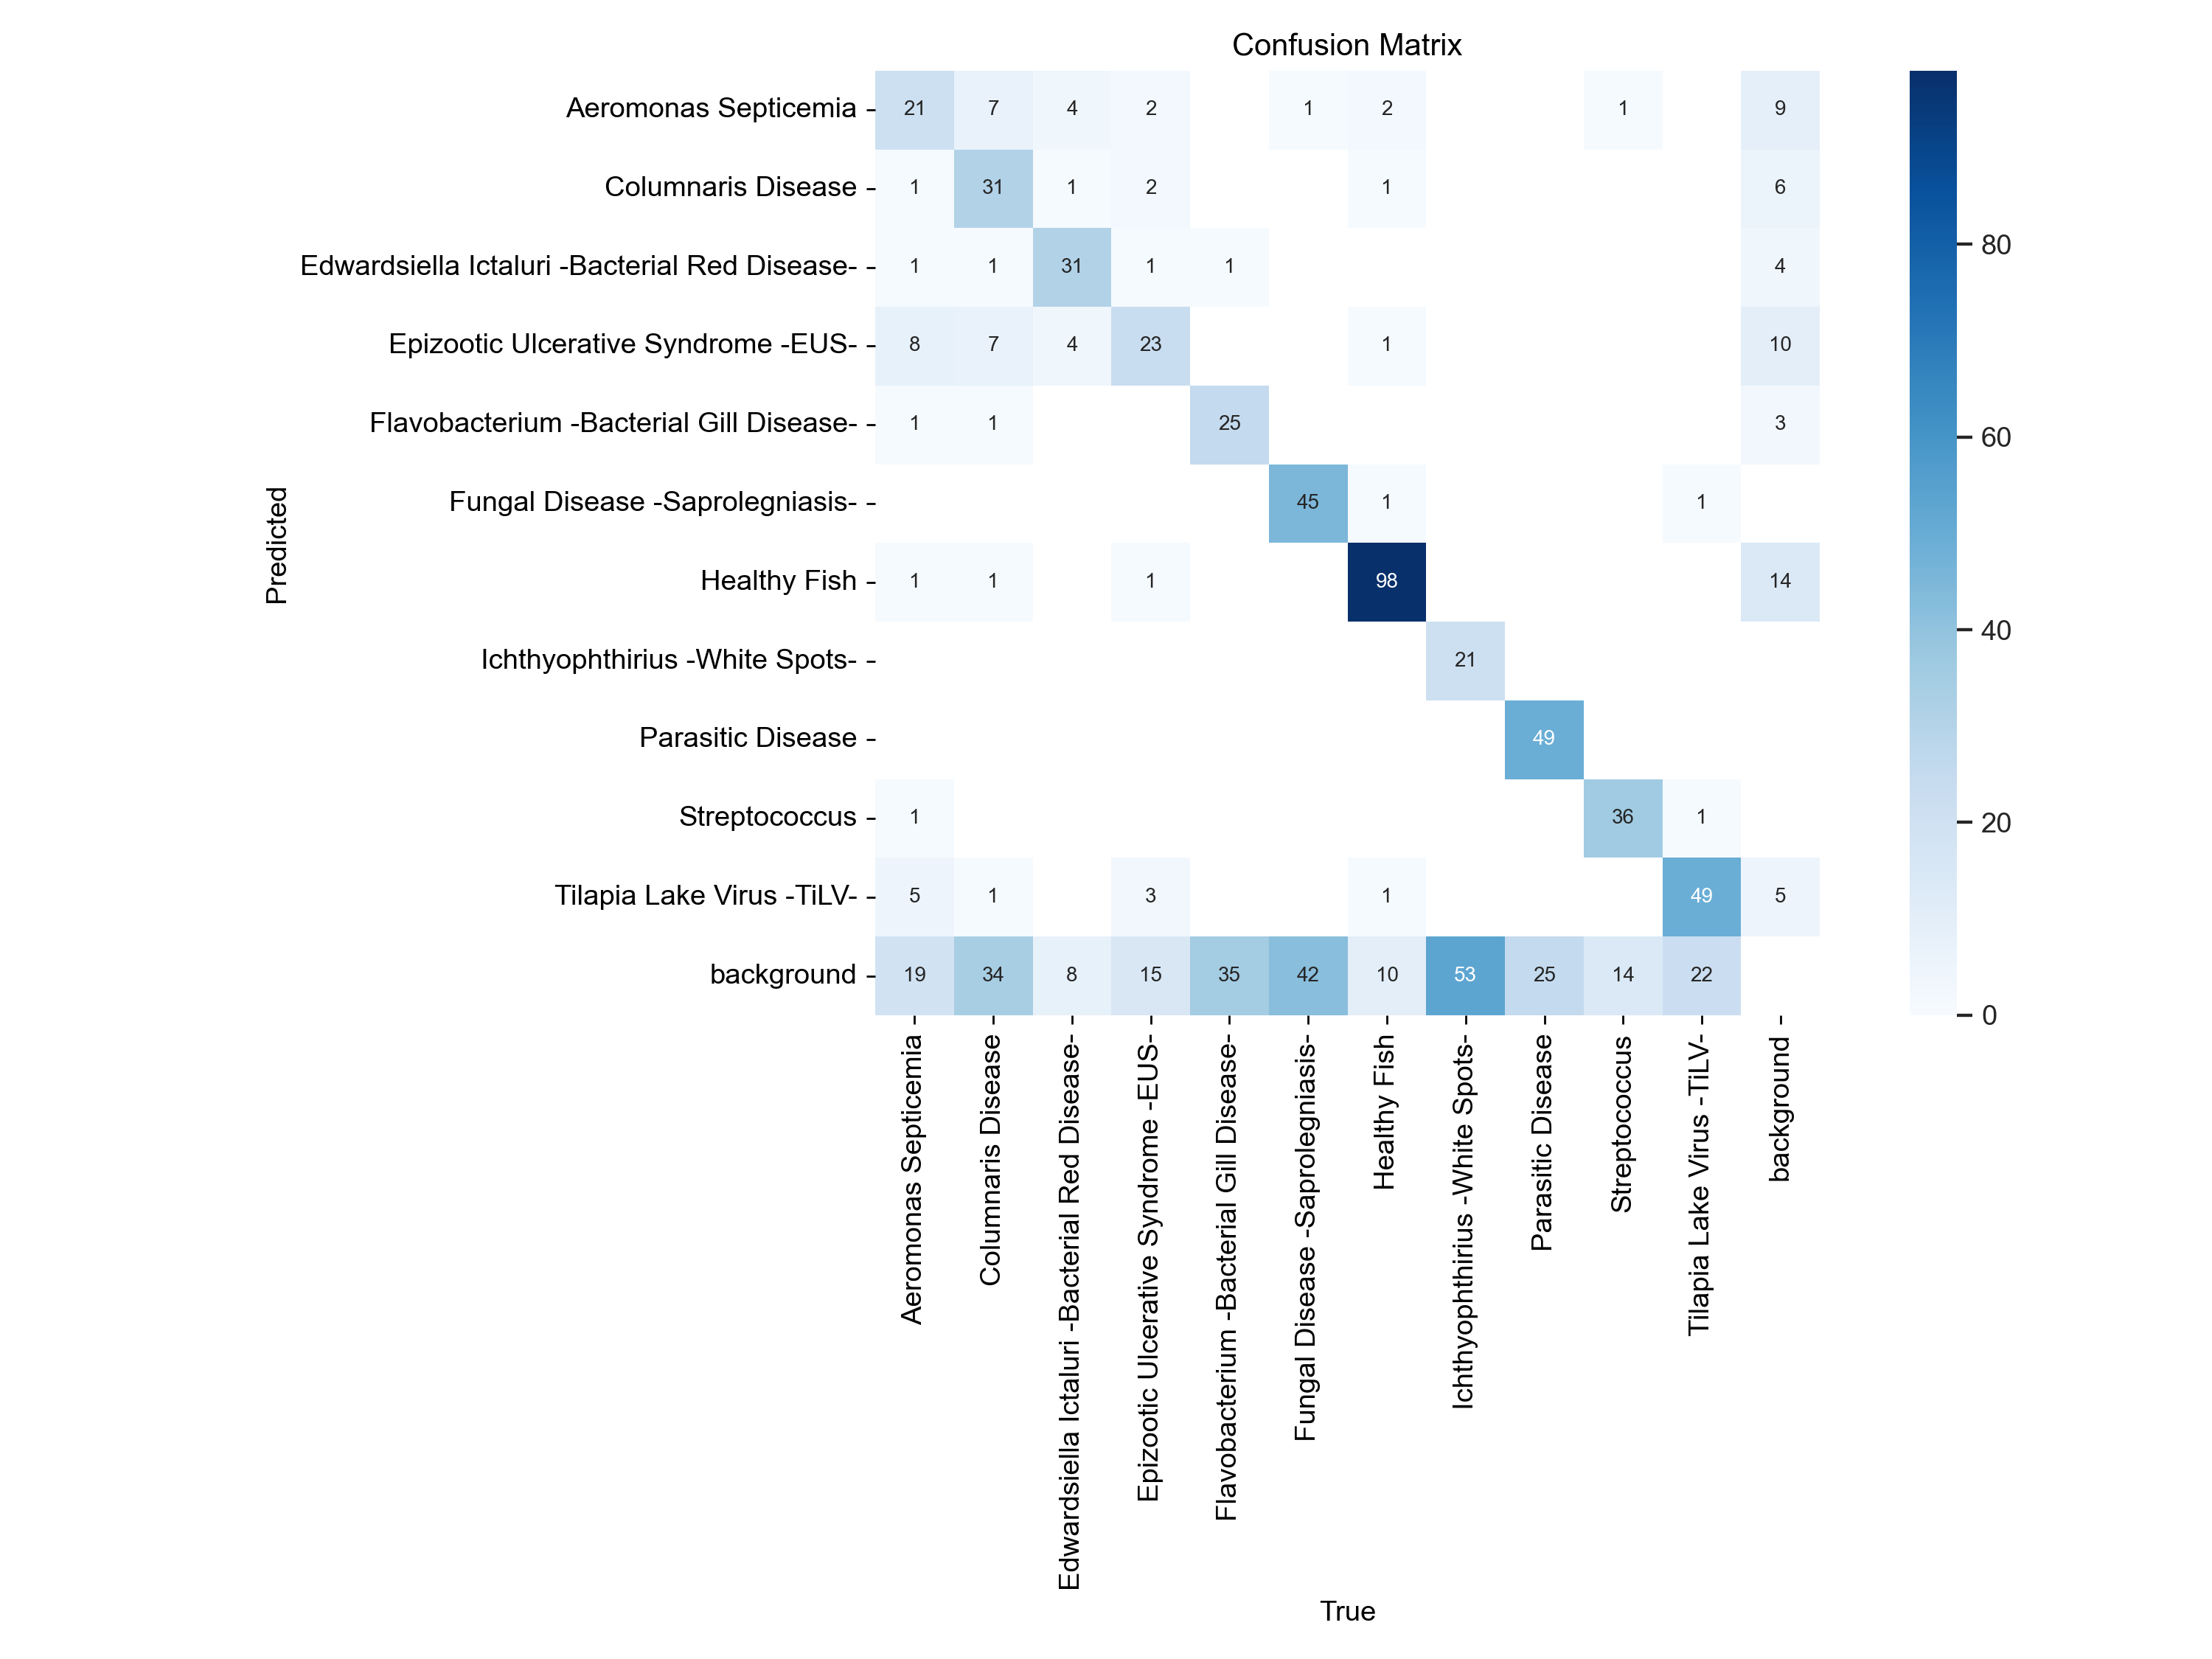 Confusion Matrix
Aeromonas Septicemia 21 7 4 2 1 2 1 9
Columnaris Disease 1 31 1 2 1 6
Edwardsiella Ictaluri -Bacterial Red Disease- 1 1 31 1 1 4
80
Epizootic Ulcerative Syndrome -EUS- 8 7 4 23 1 10
Flavobacterium -Bacterial Gill Disease- 1 1 25 3
60
Fungal Disease -Saprolegniasis- 45 1 1
Predicted
Healthy Fish 1 1 1 98 14
40
Ichthyophthirius -White Spots- 21
Parasitic Disease 49
Streptococcus 1 36 1
20
Tilapia Lake Virus -TiLV- 5 1 3 1 49 5
background 19 34 8 15 35 42 10 53 25 14 22
0
Aeromonas Septicemia
Columnaris Disease
Edwardsiella Ictaluri -Bacterial Red Disease-
Epizootic Ulcerative Syndrome -EUS-
Flavobacterium -Bacterial Gill Disease-
Fungal Disease -Saprolegniasis-
Healthy Fish
Ichthyophthirius -White Spots-
Parasitic Disease
Streptococcus
Tilapia Lake Virus -TiLV-
background
True